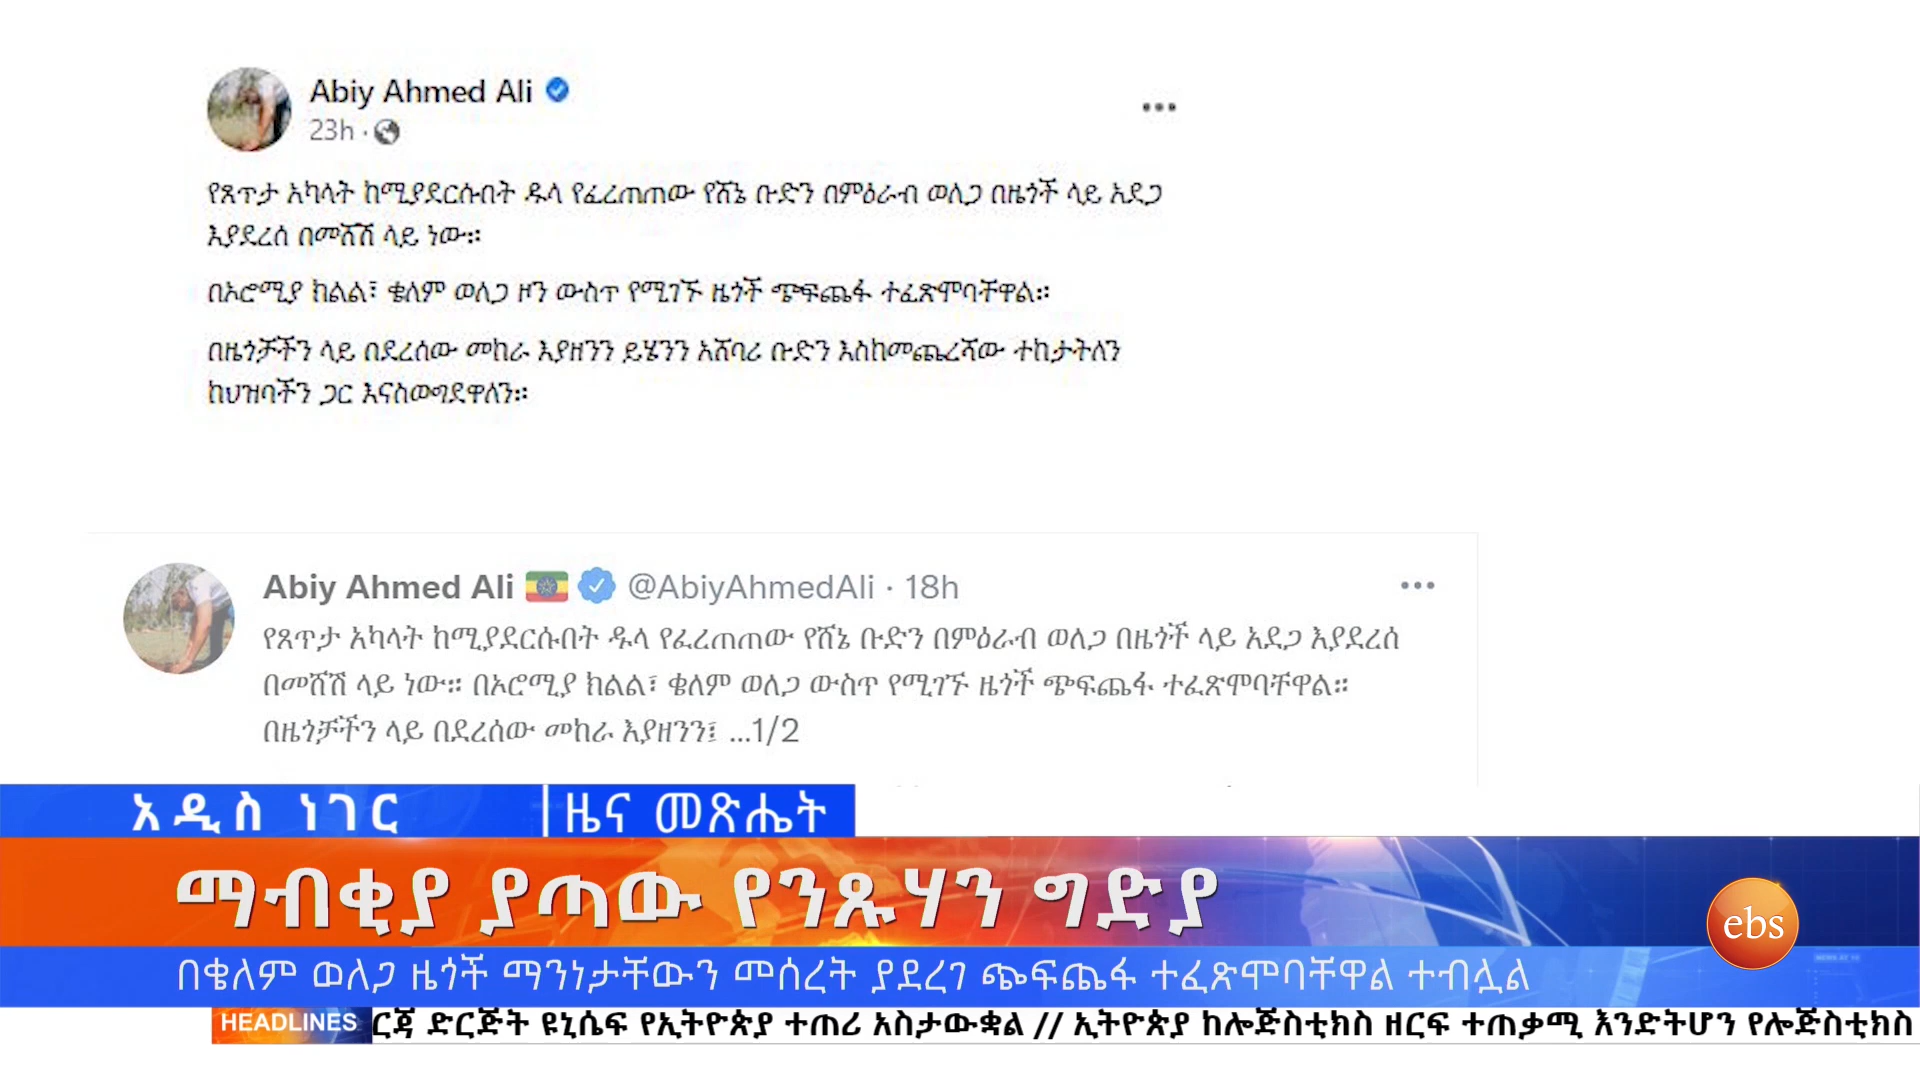 Abiy Ahmed Ali
23h ·
የጸጥታ አካላት ከሚያደርሱበት ዱላ የፈረጠጠው የሸኔ ቡድን በምዕራብ ወለጋ በዜጎች ላይ አደጋ
እያደረሰ በመሸሽ ላይ ነው።
በኦሮሚያ ክልል፣ ቄለም ወለጋ ዞን ውስጥ የሚገኙ ዜጎች ጭፍጨፋ ተፈጽሞባቸዋል።
በዜጎቻችን ላይ በደረሰው መከራ እያዘንን ይሄንን አሸባሪ ቡድን እስከመጨረሻው ተከታትለን
ከህዝባችን ጋር እናስወግደዋለን።
Abiy Ahmed Ali 🇪🇹 @AbiyAhmedAli · 18h
የጸጥታ አካላት ከሚያደርሱበት ዱላ የፈረጠጠው የሸኔ ቡድን በምዕራብ ወለጋ በዜጎች ላይ አደጋ እያደረሰ
በመሸሽ ላይ ነው። በኦሮሚያ ክልል፣ ቄለም ወለጋ ውስጥ የሚገኙ ዜጎች ጭፍጨፋ ተፈጽሞባቸዋል።
በዜጎቻችን ላይ በደረሰው መከራ እያዘንን፤ ...1/2
አዲስ ነገር |ዜና መጽሔት
ማብቂያ ያጣው የንጹሃን ግድያ
ebs
በቄለም ወለጋ ዜጎች ማንነታቸውን መሰረት ያደረገ ጭፍጨፋ ተፈጽሞባቸዋል ተብሏል
HEADLINES ርጃ ድርጅት ዩኒሴፍ የኢትዮጵያ ተጠሪ አስታውቋል // ኢትዮጵያ ከሎጅስቲክስ ዘርፍ ተጠቃሚ እንድትሆን የሎጅስቲክስ